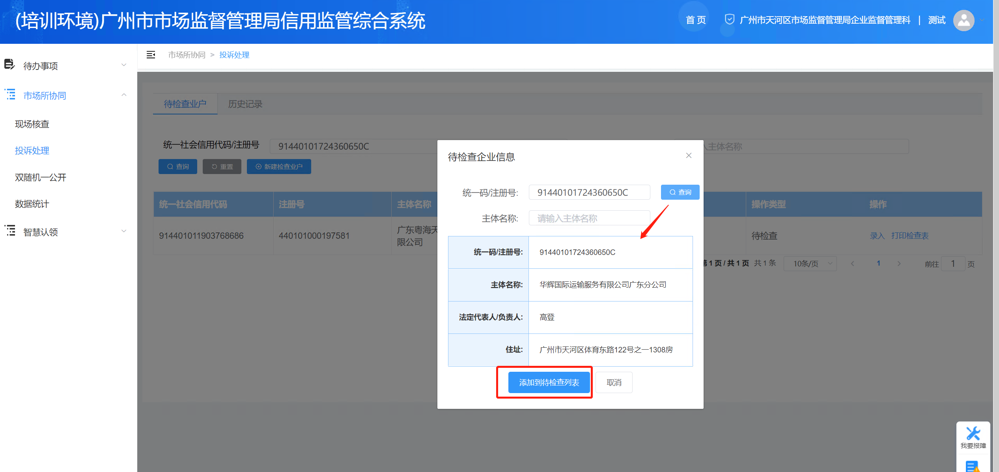 (培训环境)广州市市场监督管理局信用监管综合系统
首 页
广州市天河区市场监督管理局企业监督管理科 | 测试
待办事项
市场所协同
现场核查
投诉处理
双随机一公开
数据统计
智慧认领
市场所协同 > 投诉处理
待检查业户 历史记录
统一社会信用代码/注册号 91440101724360650C
入主体名称
查询 重置 新建检查业户
统一社会信用代码 注册号 主体名称 操作类型 操作
914401011903768686 440101000197581 广东粤海天
限公司
待检查 录入 打印检查表
第 1 页 / 共 1 页 共 1 条 10条/页 1 前往 1 页
待检查企业信息
统一码/注册号: 91440101724360650C 查询
主体名称: 请输入主体名称
统一码/注册号: 91440101724360650C
主体名称: 华辉国际运输服务有限公司广东分公司
法定代表人/负责人: 高登
住址: 广州市天河区体育东路122号之一1308房
添加到待检查列表 取消
我要报障